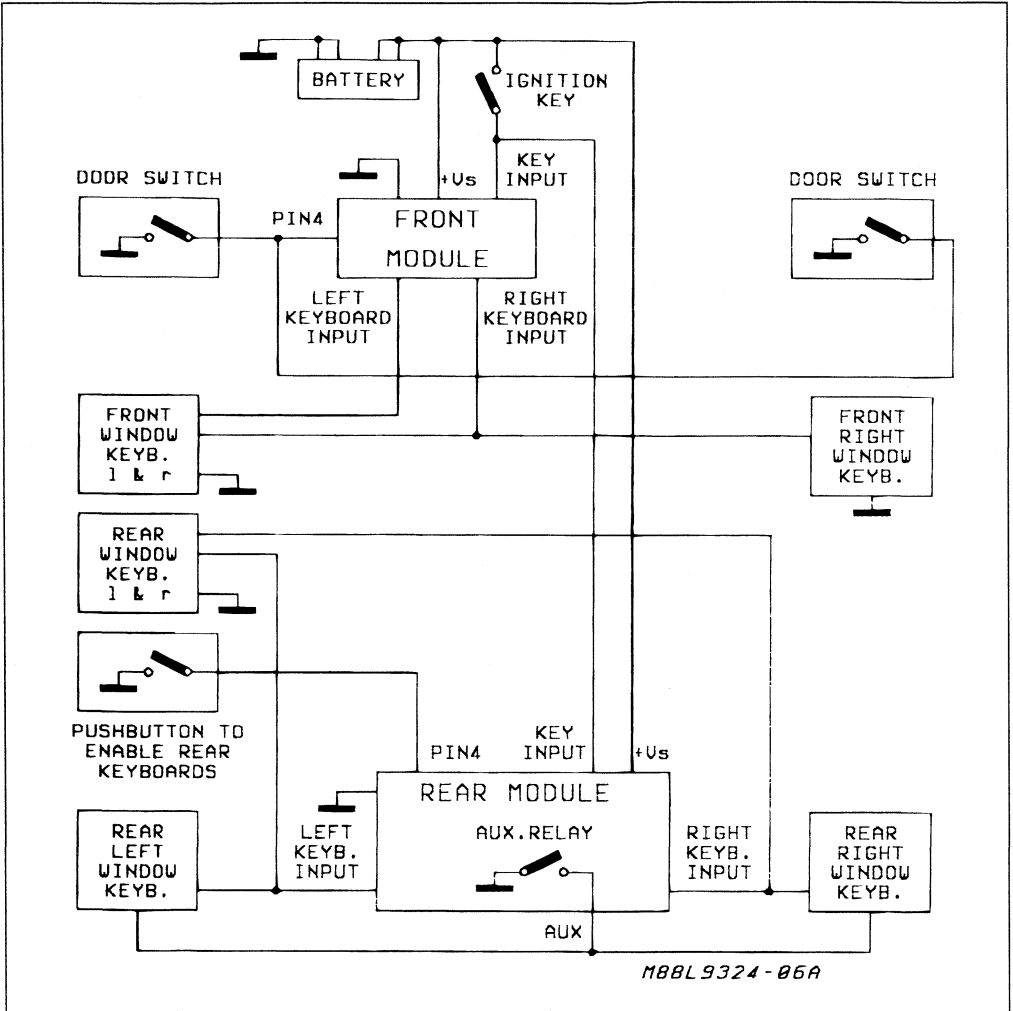 BATTERY
IGNITION
KEY
KEY
INPUT
+Vs
DOOR SWITCH
DOOR SWITCH
PIN4
FRONT
MODULE
LEFT
KEYBOARD
INPUT
RIGHT
KEYBOARD
INPUT
FRONT
WINDOW
KEYB.
l & r
FRONT
RIGHT
WINDOW
KEYB.
REAR
WINDOW
KEYB.
l & r
PUSHBUTTON TO
ENABLE REAR
KEYBOARDS
PIN4
KEY
INPUT
+Vs
REAR MODULE
AUX.RELAY
LEFT
KEYB.
INPUT
RIGHT
KEYB.
INPUT
REAR
LEFT
WINDOW
KEYB.
REAR
RIGHT
WINDOW
KEYB.
AUX
M88L9324-06A